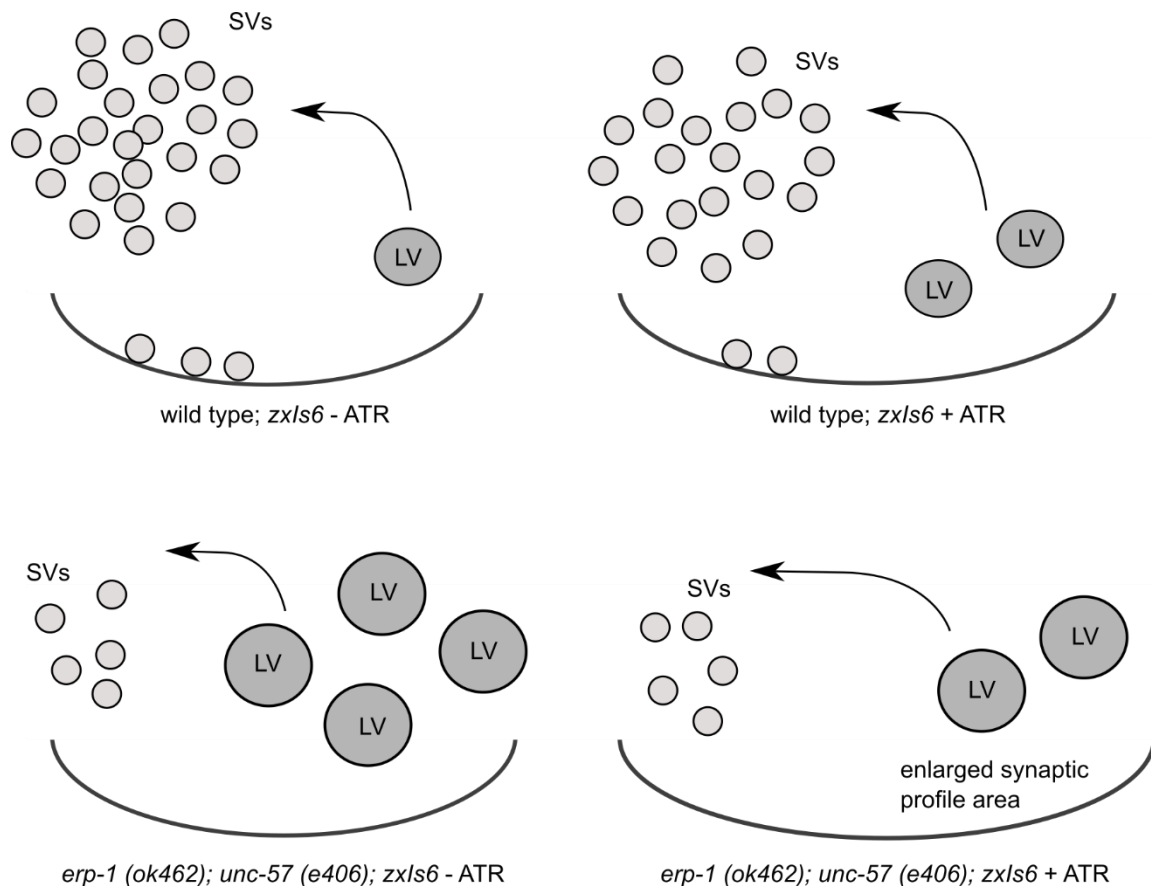 SVs
LV
wild type; zxIs6 - ATR
SVs
LV
LV
wild type; zxIs6 + ATR
SVs
LV
LV
LV
LV
erp-1 (ok462); unc-57 (e406); zxIs6 - ATR
SVs
LV
LV
enlarged synaptic
profile area
erp-1 (ok462); unc-57 (e406); zxIs6 + ATR